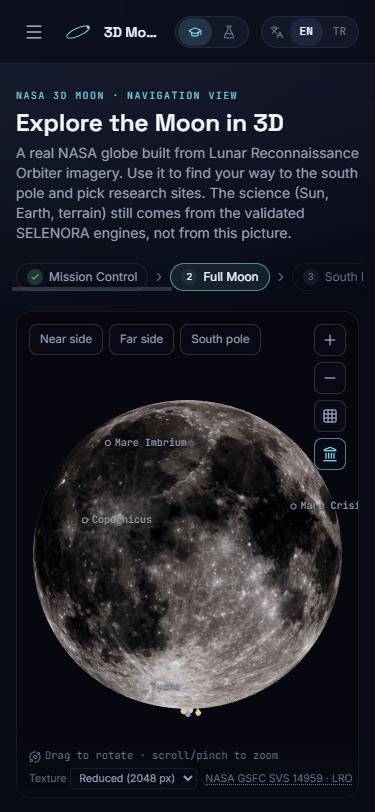 3D Mo...
EN TR
NASA 3D MOON · NAVIGATION VIEW
Explore the Moon in 3D
A real NASA globe built from Lunar Reconnaissance
Orbiter imagery. Use it to find your way to the south
pole and pick research sites. The science (Sun,
Earth, terrain) still comes from the validated
SELENORA engines, not from this picture.
Mission Control > 2 Full Moon > 3 South
Near side Far side South pole
Mare Imbrium
Mare Crisi
Copernicus
Tycho
Drag to rotate · scroll/pinch to zoom
Texture Reduced (2048 px) NASA GSFC SVS 14959 · LRO